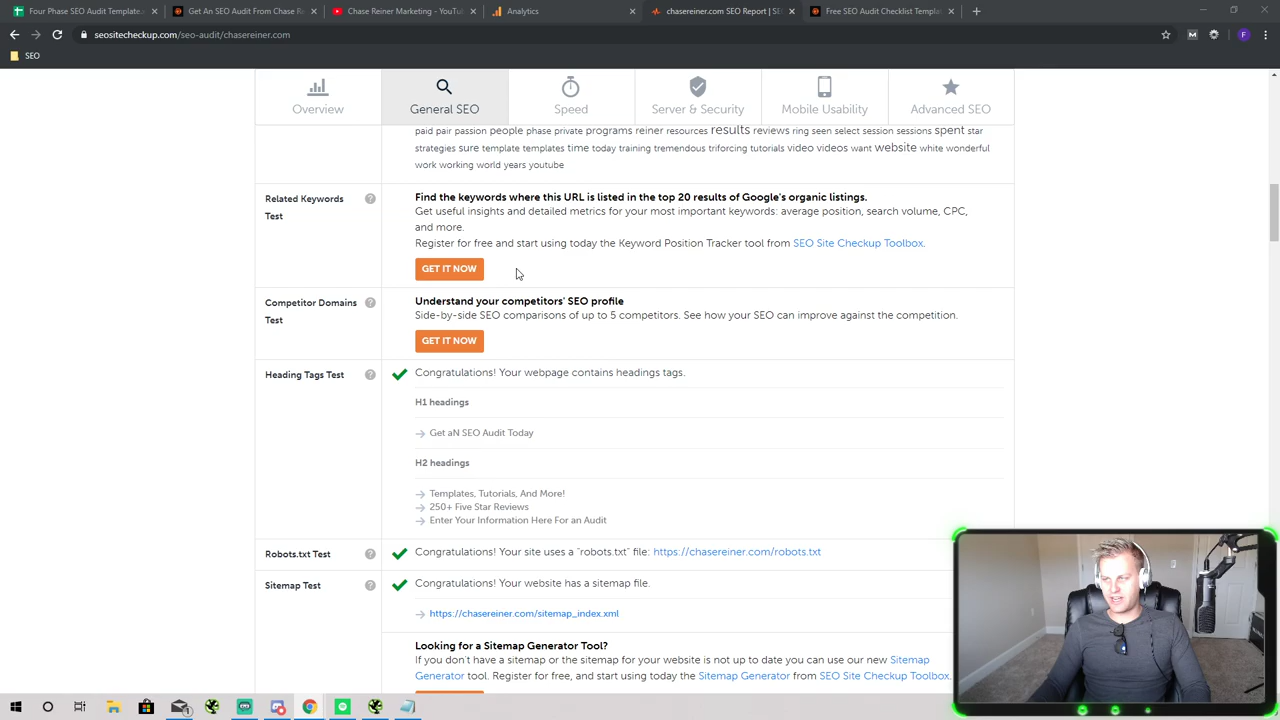 Four Phase SEO Audit Template
Get An SEO Audit From Chase R
Chase Reiner Marketing - YouTu
Analytics
chasereiner.com SEO Report | SE
Free SEO Audit Checklist Templat
seositecheckup.com/seo-audit/chasereiner.com
SEO
Overview
General SEO
Speed
Server & Security
Mobile Usability
Advanced SEO
paid pair passion people phase private programs reiner resources results reviews ring seen select session sessions spent star
strategies sure template templates time today training tremendous triforcing tutorials video videos want website white wonderful
work working world years youtube
Related Keywords
Test
Find the keywords where this URL is listed in the top 20 results of Google's organic listings.
Get useful insights and detailed metrics for your most important keywords: average position, search volume, CPC,
and more.
Register for free and start using today the Keyword Position Tracker tool from SEO Site Checkup Toolbox.
GET IT NOW
Competitor Domains
Test
Understand your competitors' SEO profile
Side-by-side SEO comparisons of up to 5 competitors. See how your SEO can improve against the competition.
GET IT NOW
Heading Tags Test
Congratulations! Your webpage contains headings tags.
H1 headings
Get aN SEO Audit Today
H2 headings
Templates, Tutorials, And More!
250+ Five Star Reviews
Enter Your Information Here For an Audit
Robots.txt Test
Congratulations! Your site uses a "robots.txt" file: https://chasereiner.com/robots.txt
Sitemap Test
Congratulations! Your website has a sitemap file.
https://chasereiner.com/sitemap_index.xml
Looking for a Sitemap Generator Tool?
If you don't have a sitemap or the sitemap for your website is not up to date you can use our new Sitemap
Generator tool. Register for free, and start using today the Sitemap Generator from SEO Site Checkup Toolbox.